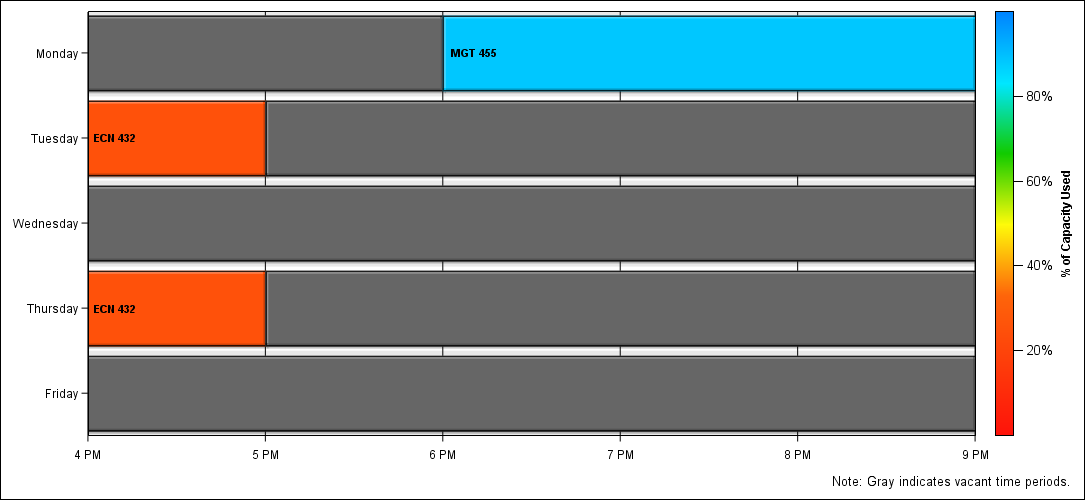 Monday
MGT 455
Tuesday
ECN 432
Wednesday
Thursday
ECN 432
Friday
4 PM 5 PM 6 PM 7 PM 8 PM 9 PM
80%
60%
40%
20%
% of Capacity Used
Note: Gray indicates vacant time periods.